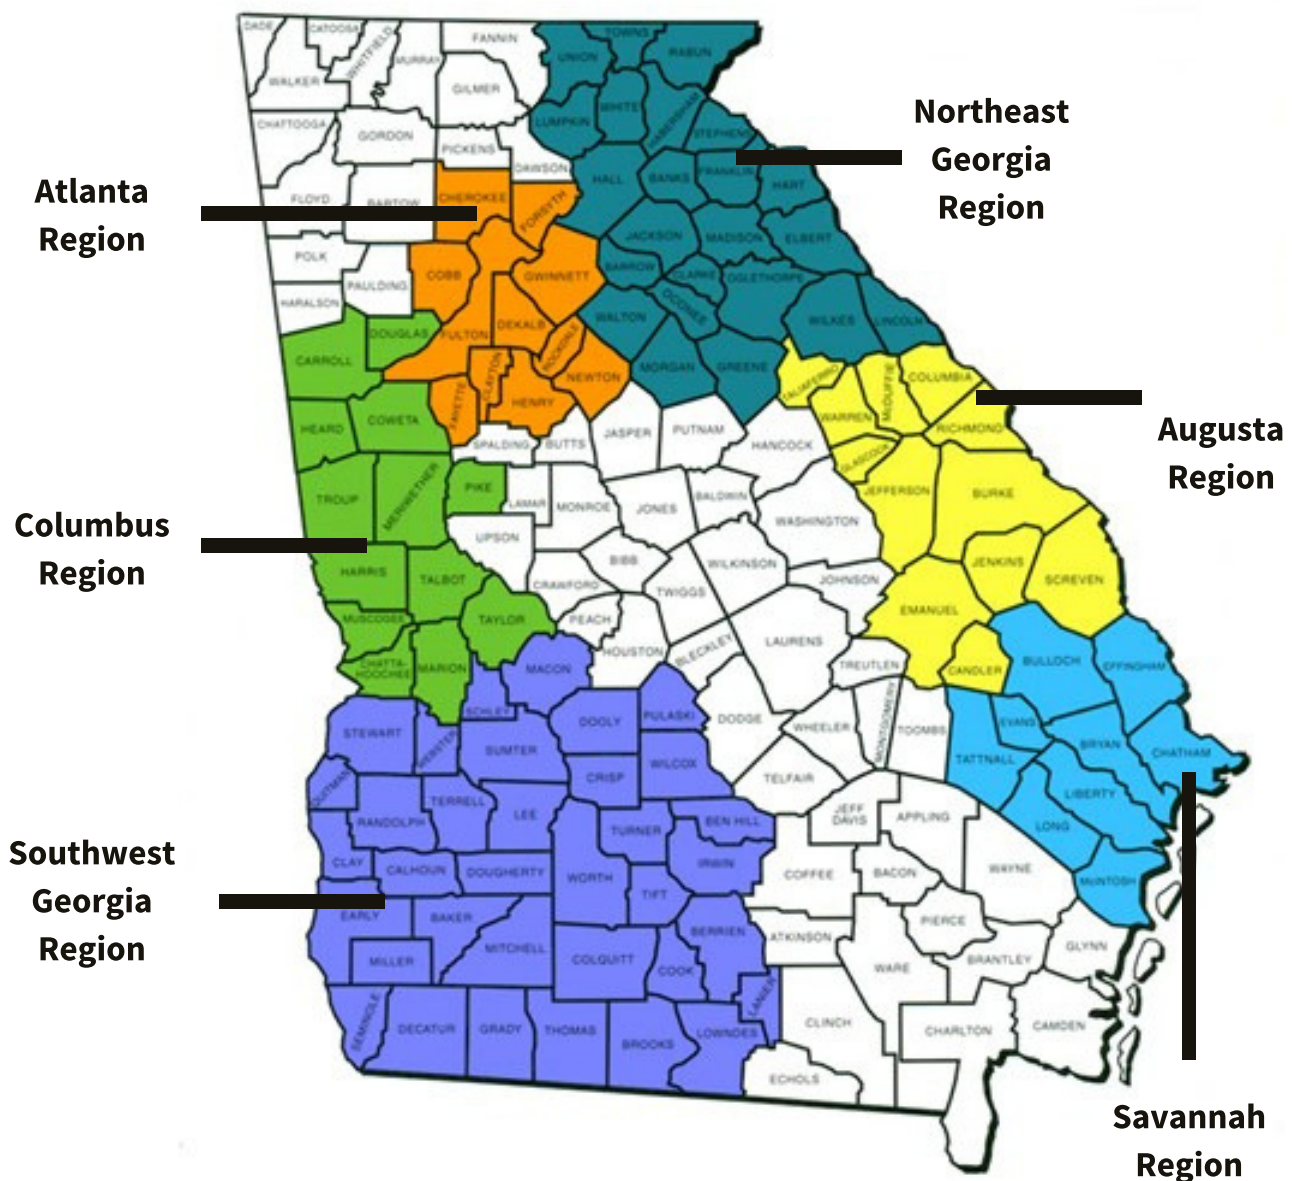 DADE
CATOOSA
WHITFIELD
MURRAY
FANNIN
UNION
TOWNS
RABUN
WALKER
GILMER
LUMPKIN
WHITE
HABERSHAM
STEPHENS
Northeast
Georgia
Region
CHATTOOGA
GORDON
PICKENS
DAWSON
HALL
BANKS
FRANKLIN
HART
Atlanta
Region
FLOYD
BARTOW
CHEROKEE
FORSYTH
JACKSON
MADISON
ELBERT
POLK
PAULDING
COBB
GWINNETT
BARROW
CLARKE
OGLETHORPE
HARALSON
OCONEE
WALTON
WILKES
LINCOLN
DOUGLAS
FULTON
DEKALB
ROCKDALE
CARROLL
CLAYTON
NEWTON
MORGAN
GREENE
TALIAFERRO
McDUFFIE
COLUMBIA
FAYETTE
HENRY
HEARD
COWETA
SPALDING
BUTTS
JASPER
PUTNAM
HANCOCK
WARREN
RICHMOND
Augusta
Region
GLASCOCK
TROUP
MERIWETHER
PIKE
LAMAR
MONROE
JONES
BALDWIN
WASHINGTON
JEFFERSON
BURKE
Columbus
Region
UPSON
BIBB
WILKINSON
JOHNSON
JENKINS
SCREVEN
HARRIS
TALBOT
CRAWFORD
TWIGGS
MUSCOGEE
TAYLOR
PEACH
HOUSTON
BLECKLEY
LAURENS
EMANUEL
CHATTA-
HOOCHEE
MARION
MACON
TREUTLEN
CANDLER
BULLOCH
EFFINGHAM
SCHLEY
DOOLY
PULASKI
DODGE
WHEELER
MONTGOMERY
TOOMBS
EVANS
STEWART
WEBSTER
SUMTER
TATTNALL
BRYAN
CHATHAM
QUITMAN
CRISP
WILCOX
TELFAIR
LIBERTY
RANDOLPH
TERRELL
LEE
TURNER
BEN HILL
JEFF
DAVIS
APPLING
LONG
Southwest
Georgia
Region
CLAY
CALHOUN
DOUGHERTY
WORTH
TIFT
IRWIN
COFFEE
BACON
WAYNE
McINTOSH
EARLY
BAKER
MITCHELL
BERRIEN
ATKINSON
PIERCE
MILLER
COLQUITT
COOK
WARE
BRANTLEY
GLYNN
SEMINOLE
DECATUR
GRADY
THOMAS
BROOKS
LOWNDES
LANIER
CLINCH
CHARLTON
CAMDEN
ECHOLS
Savannah
Region